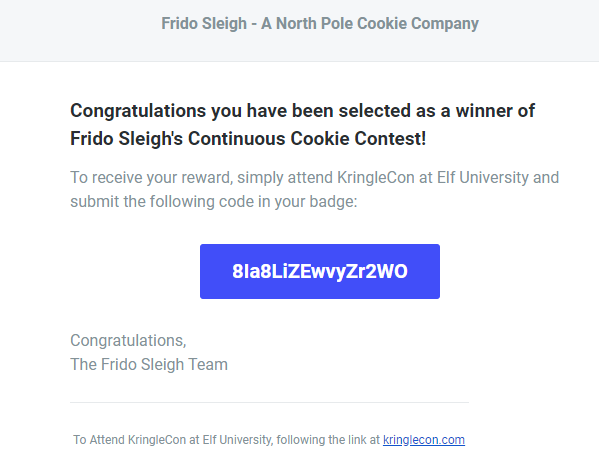 Frido Sleigh - A North Pole Cookie Company
Congratulations you have been selected as a winner of
Frido Sleigh's Continuous Cookie Contest!
To receive your reward, simply attend KringleCon at Elf University and
submit the following code in your badge:
8Ia8LiZEwvyZr2WO
Congratulations,
The Frido Sleigh Team
To Attend KringleCon at Elf University, following the link at kringlecon.com